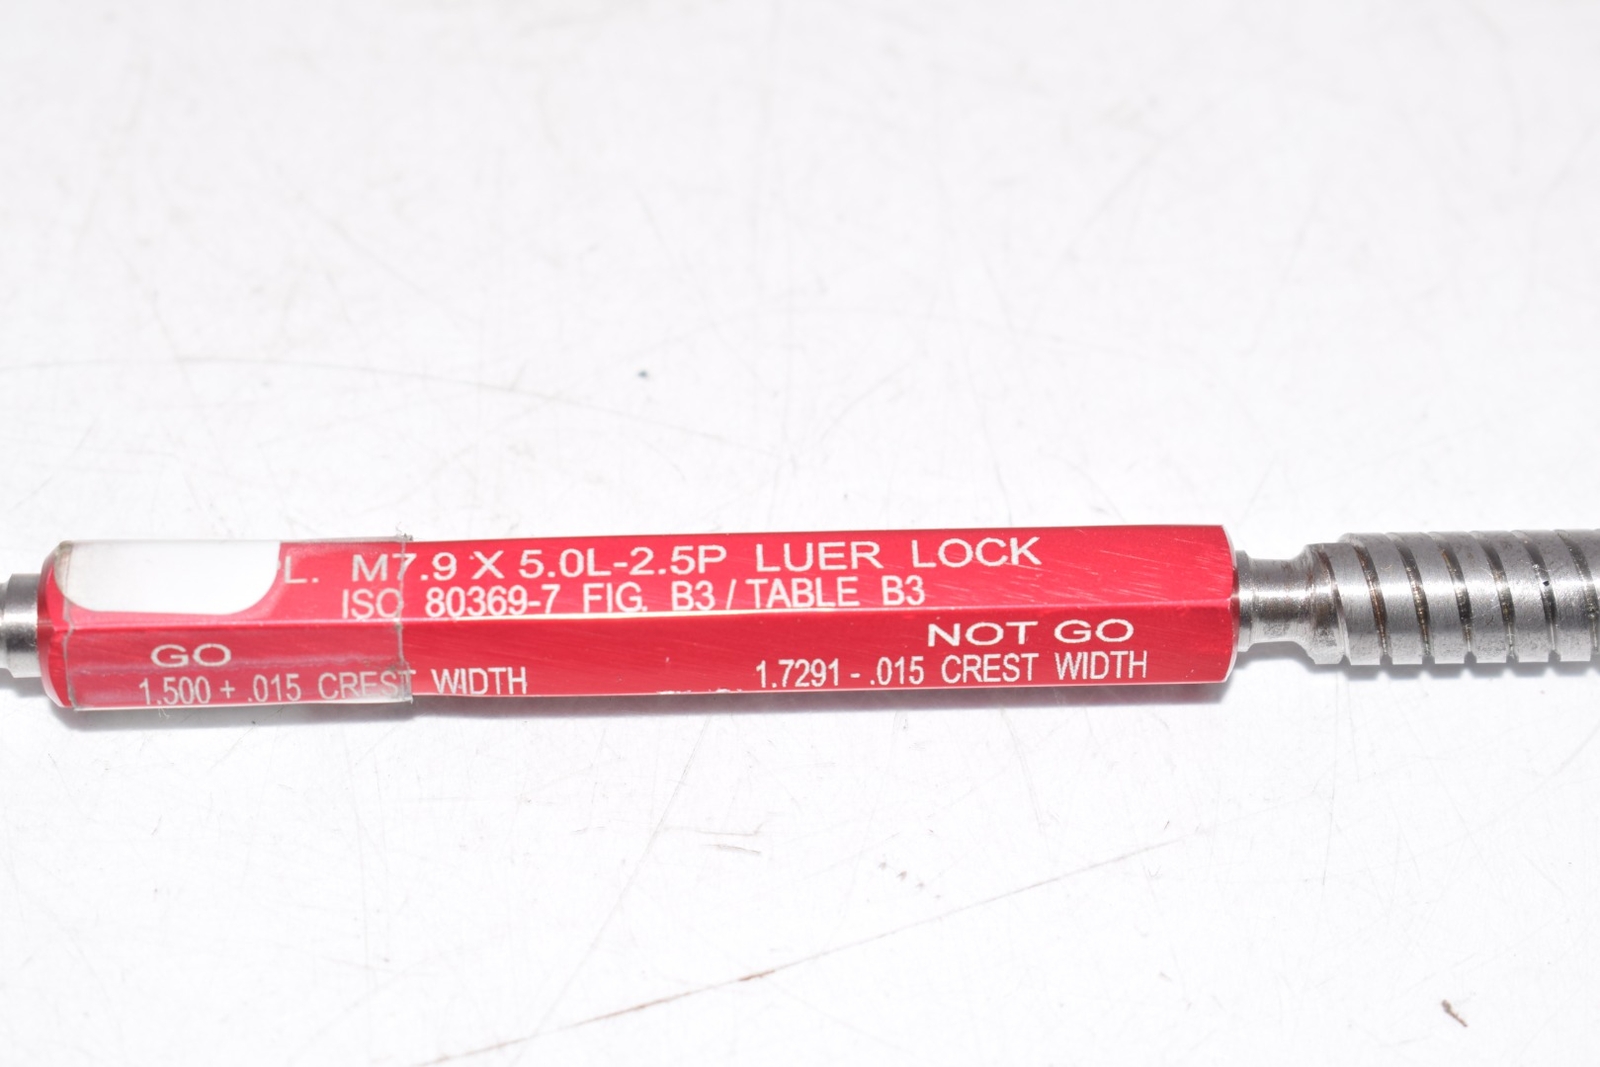 M7.9 X 5.0L-2.5P LUER LOCK
ISO 80369-7 FIG. B3 / TABLE B3
GO
1.500 + .015 CREST WIDTH
NOT GO
1.7291 - .015 CREST WIDTH